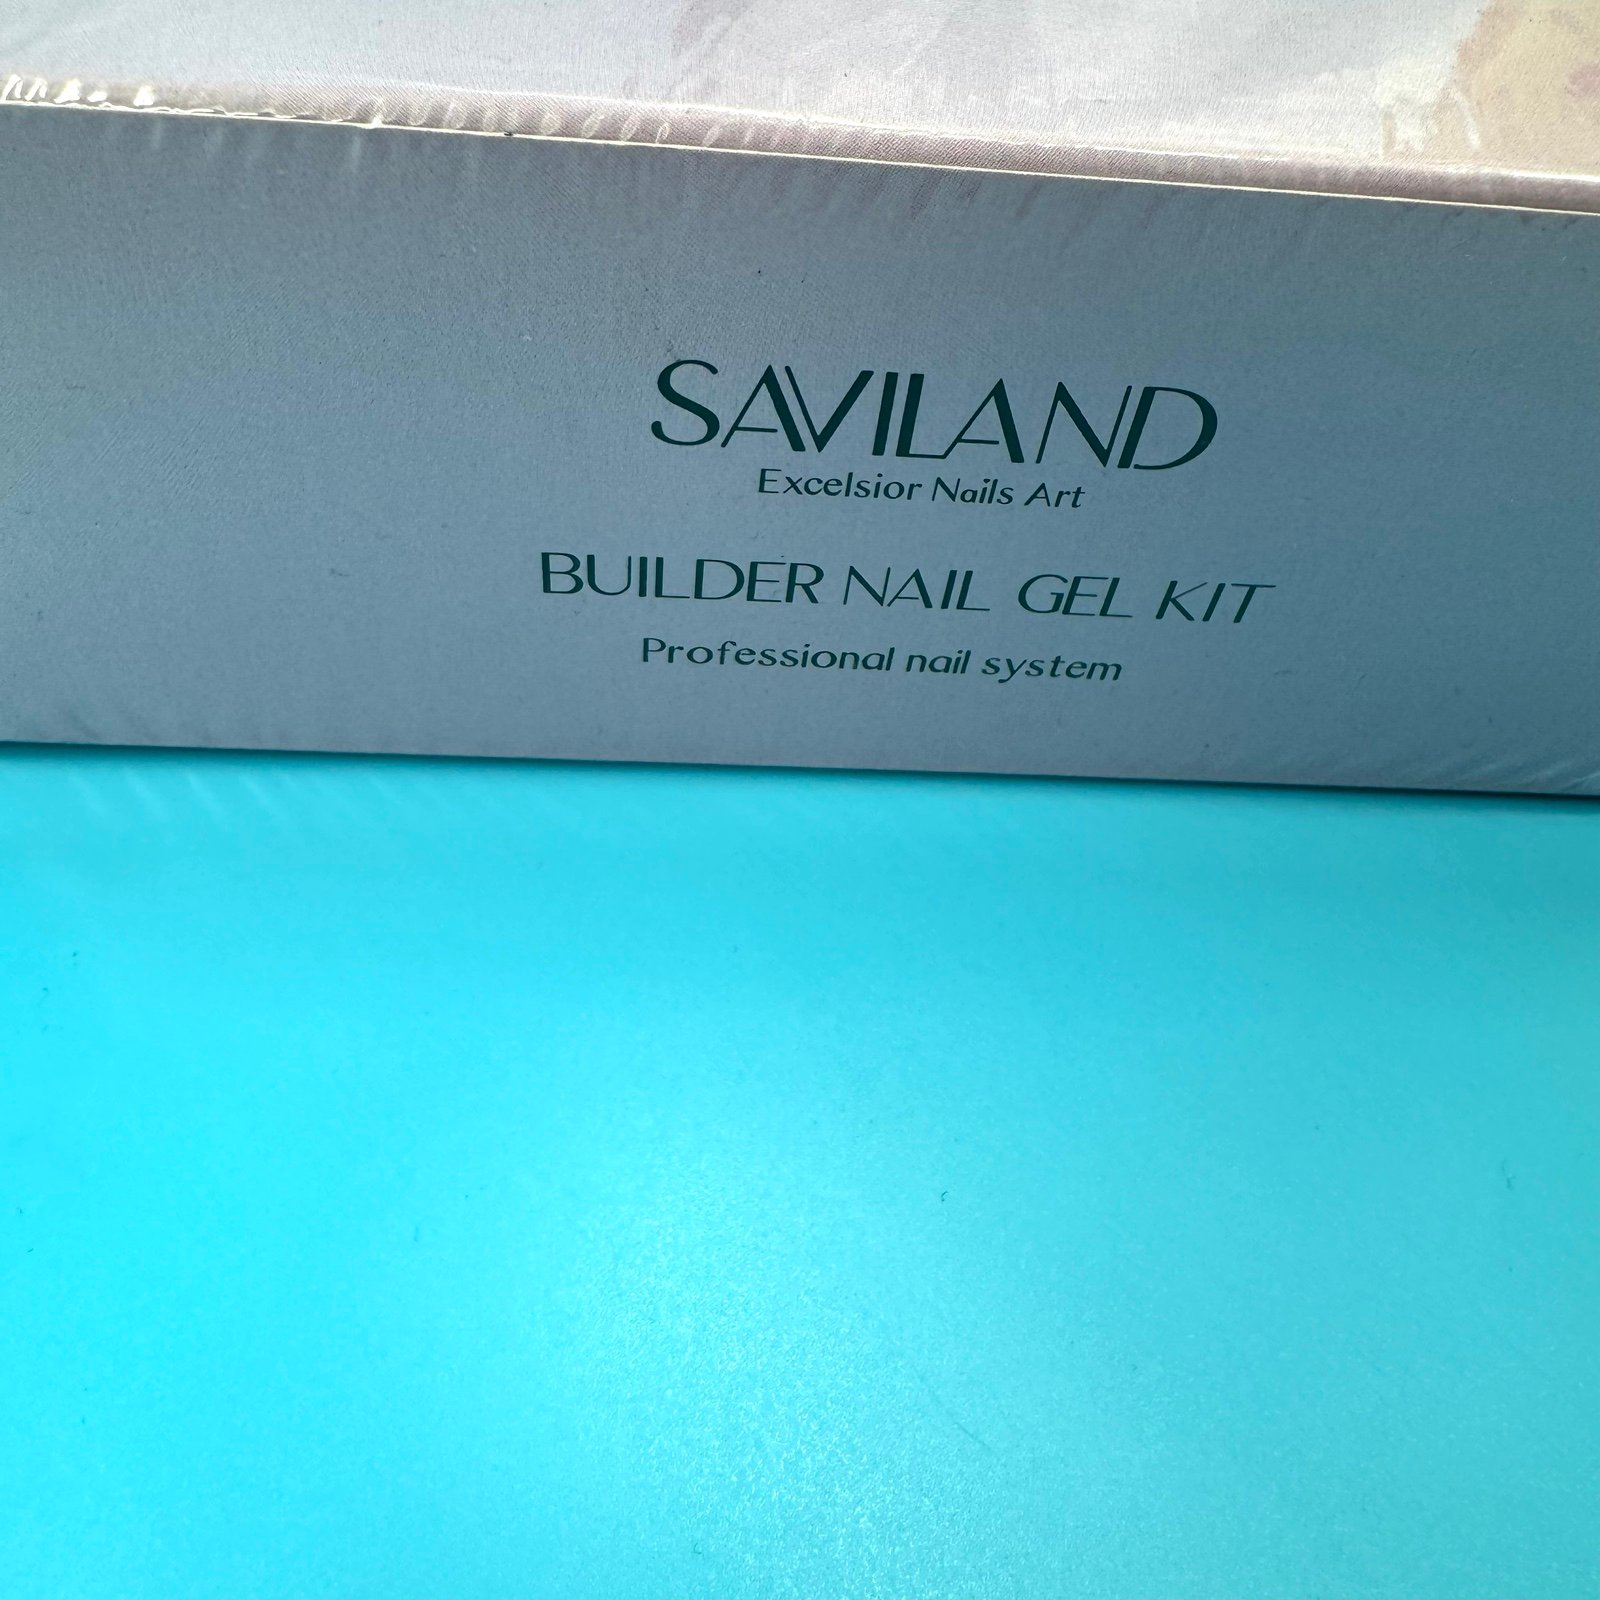 SAVILAND
Excelsior Nails Art
BUILDER NAIL GEL KIT
Professional nail system